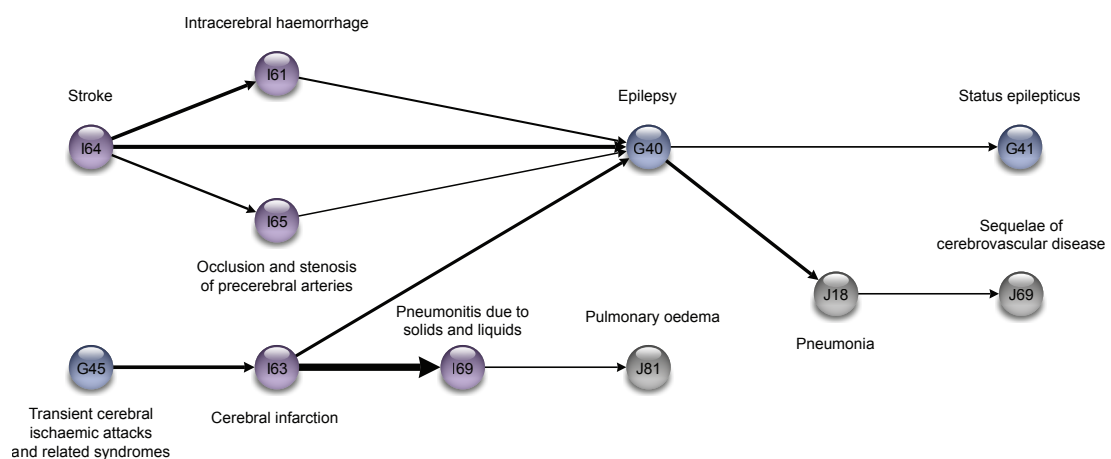 Intracerebral haemorrhage
I61
Stroke
Epilepsy
Status epilepticus
I64
G40
G41
I65
Occlusion and stenosis
of precerebral arteries
Sequelae of
cerebrovascular disease
J18
J69
Pneumonia
Pneumonitis due to
solids and liquids
Pulmonary oedema
G45
I63
I69
J81
Transient cerebral
ischaemic attacks
and related syndromes
Cerebral infarction